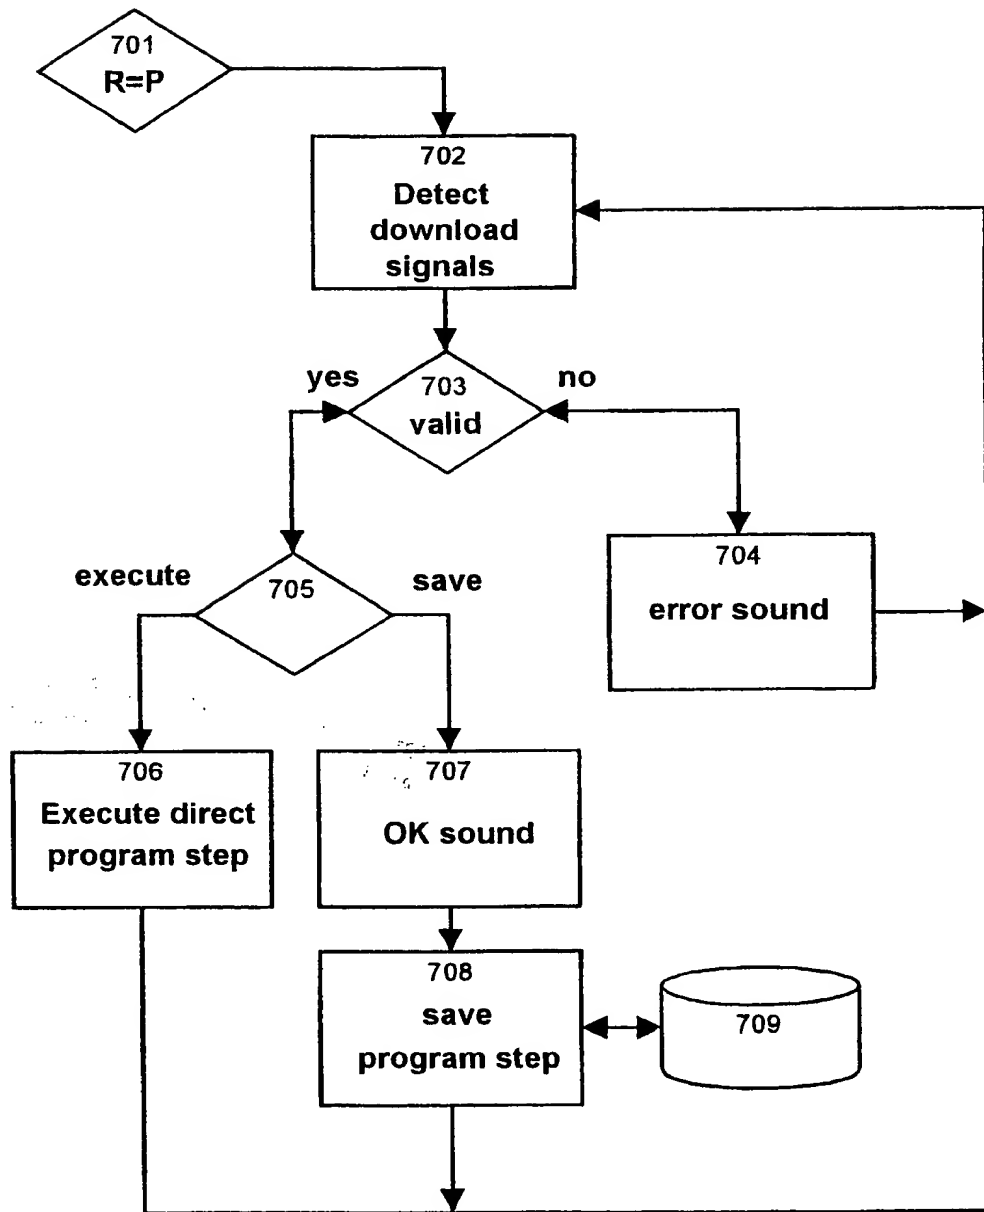 701
R=P
702
Detect
download
signals
yes
703
no
valid
execute
705
save
704
error sound
706
Execute direct
program step
707
OK sound
708
save
program step
709